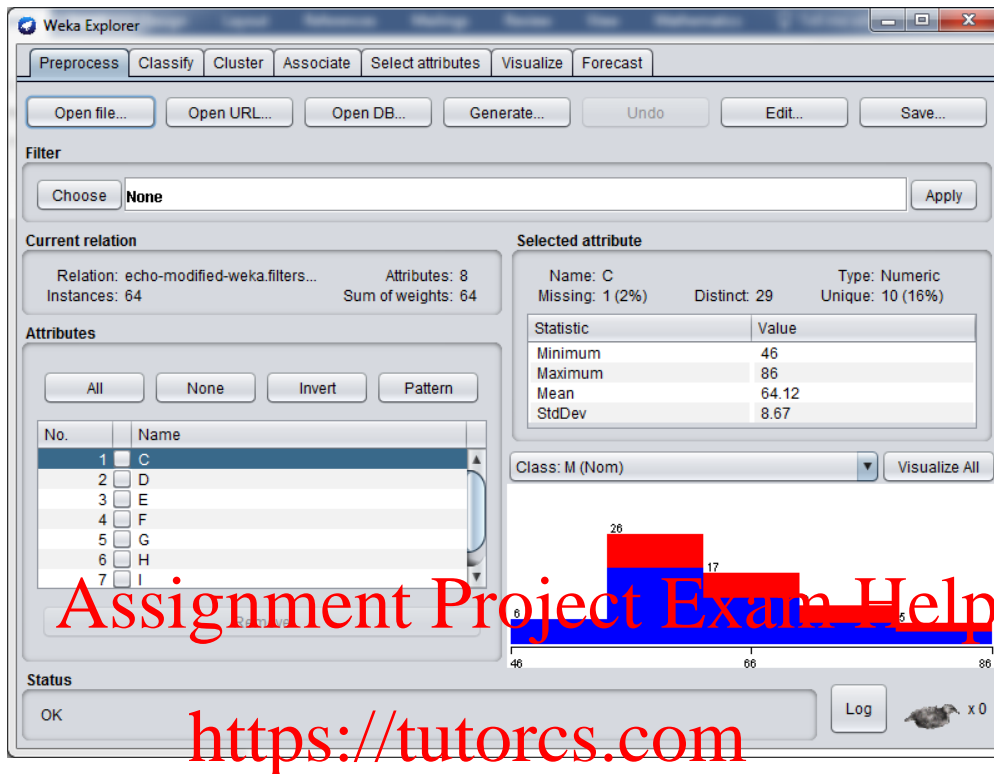 Weka Explorer
Preprocess Classify Cluster Associate Select attributes Visualize Forecast
Open file... Open URL... Open DB... Generate... Undo Edit... Save...
Filter
Choose None Apply
Current relation
Relation: echo-modified-weka.filters... Attributes: 8
Instances: 64 Sum of weights: 64
Attributes
All None Invert Pattern
No. Name
1 C
2 D
3 E
4 F
5 G
6 H
7 I
Remove
Selected attribute
Name: C Type: Numeric
Missing: 1 (2%) Distinct: 29 Unique: 10 (16%)
Statistic Value
Minimum 46
Maximum 86
Mean 64.12
StdDev 8.67
Class: M (Nom) Visualize All
26
17
6
5
46 66 86
Assignment Project Exam Help
Status
OK
Log x 0
https://tutorcs.com